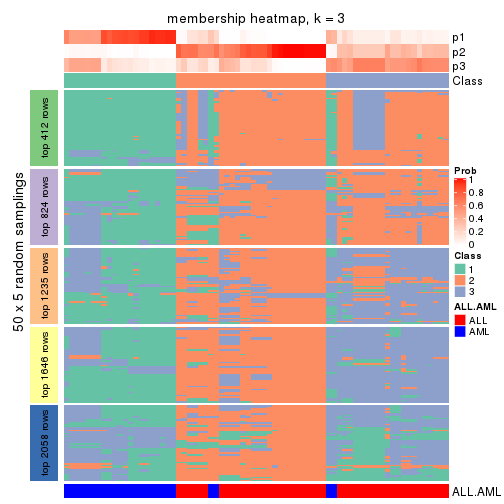 membership heatmap, k = 3
p1
p2
p3
Class
50 x 5 random samplings
top 412 rows
top 824 rows
top 1235 rows
top 1646 rows
top 2058 rows
Prob
1
0.8
0.6
0.4
0.2
0
Class
1
2
3
ALL.AML
ALL
AML
ALL.AML